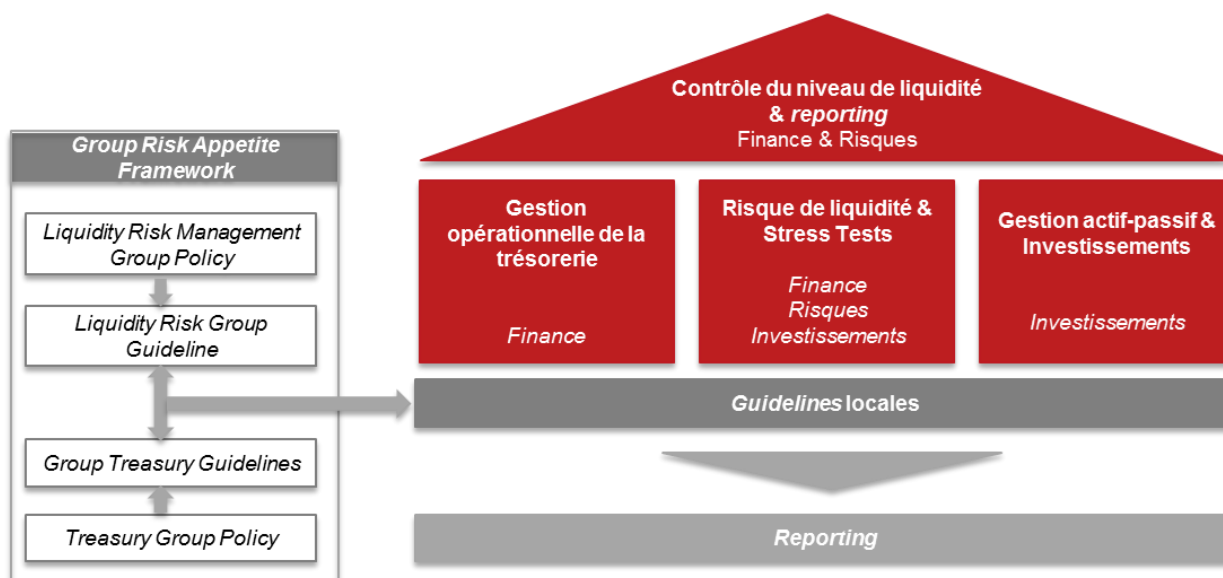 Group Risk Appetite
Framework
Liquidity Risk Management
Group Policy
Liquidity Risk Group
Guideline
Group Treasury Guidelines
Treasury Group Policy
Contrôle du niveau de liquidité
& reporting
Finance & Risques
Gestion
opérationnelle de la
trésorerie
Finance
Risque de liquidité &
Stress Tests
Finance
Risques
Investissements
Gestion actif-passif &
Investissements
Investissements
Guidelines locales
Reporting